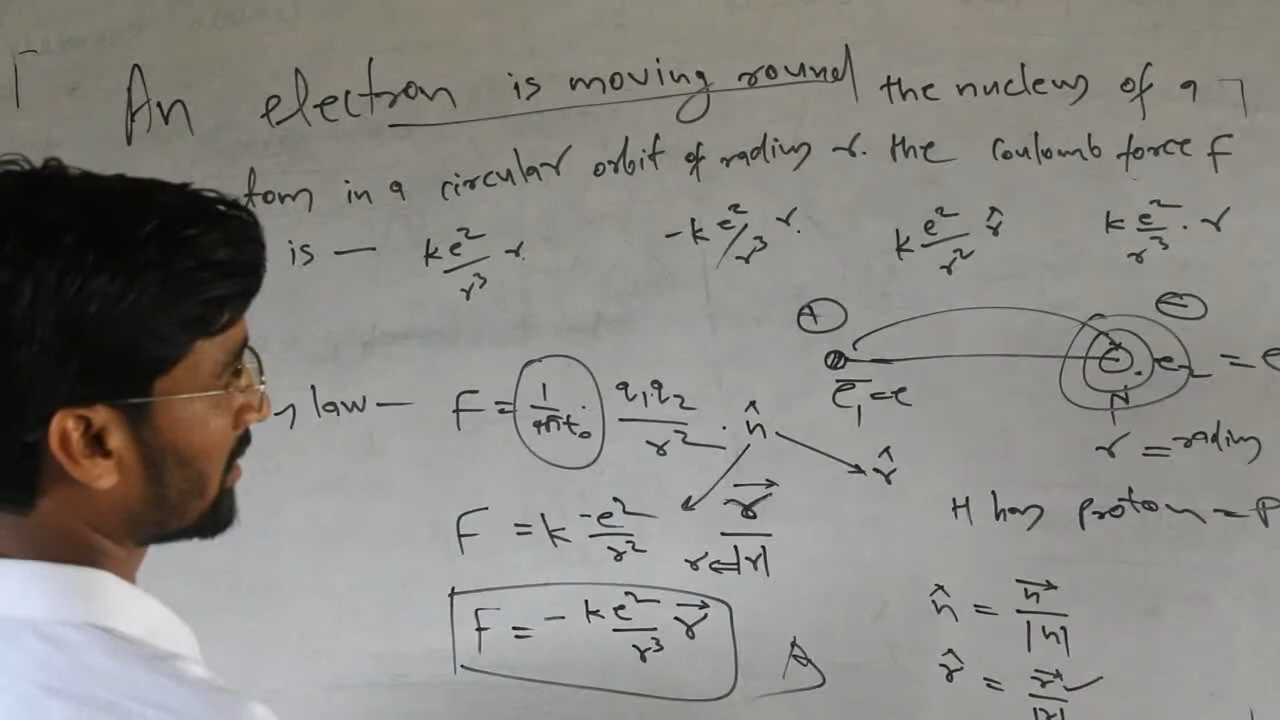 An electron is moving round the nucleus of a
tom in a circular orbit of radius r. the Coulomb force F
is — ke²/r³ r   -k e²/r³ r.   k e²/r² r̂   k e²/r³ . r
+   −
e₁ = e   N   e₂ = e
law — F = 1/4πε₀ q₁q₂/r² . n̂   r̂   r = radius
F = k -e²/r²   r⃗/r⇐|r|   H has proton = P
F = - ke²/r³ r⃗   n̂ = n⃗/|n|
r̂ = r⃗/|r|